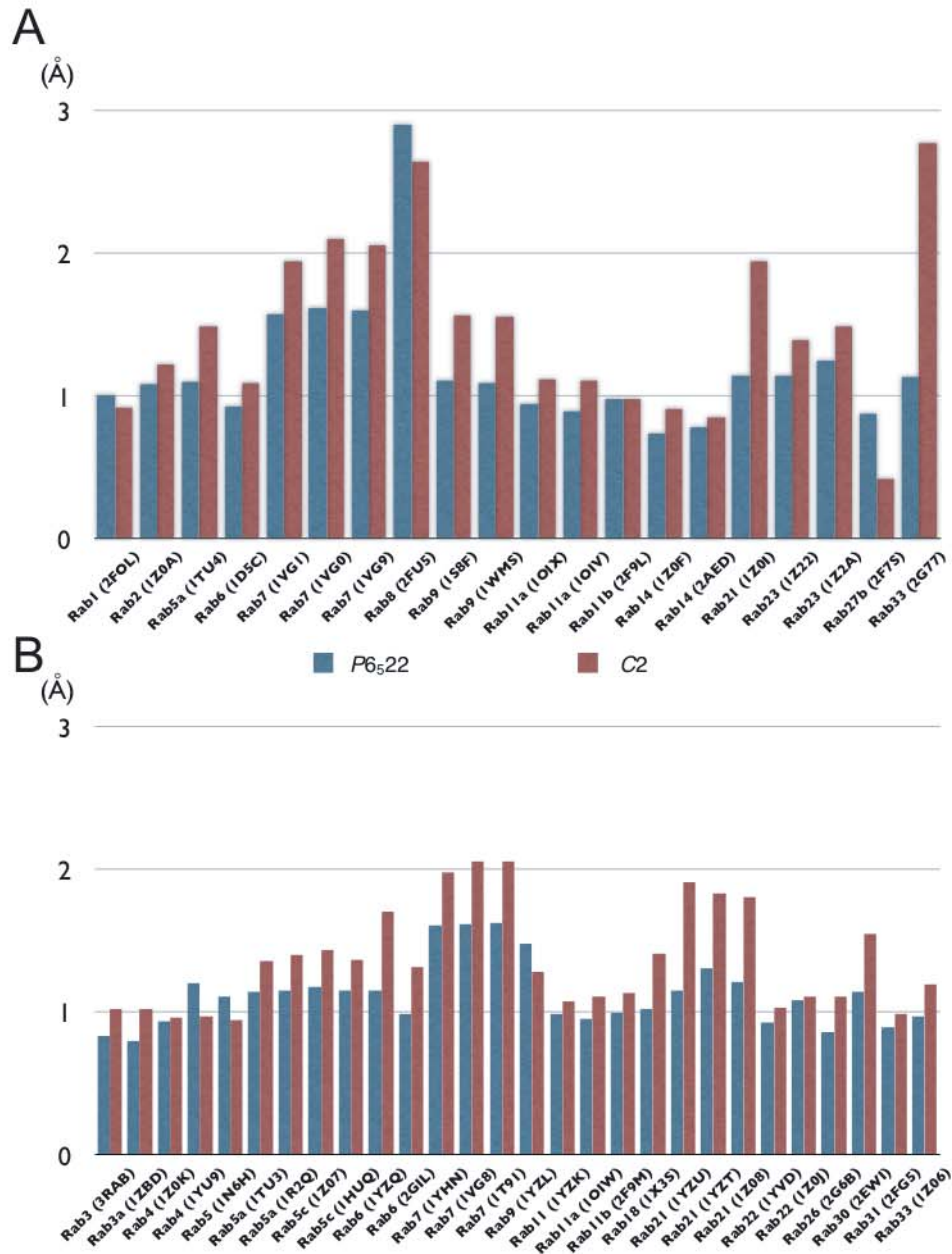 A
(Å)
3
2
1
0
Rab1 (2FOL)
Rab2 (1Z0A)
Rab5a (1TU4)
Rab6 (1D5C)
Rab7 (1VG1)
Rab7 (1VG0)
Rab7 (1VG9)
Rab8 (2FU5)
Rab9 (1S8F)
Rab9 (1WMS)
Rab11a (1OIX)
Rab11a (1OIV)
Rab11b (2F9L)
Rab14 (1Z0F)
Rab14 (2AED)
Rab21 (1Z0I)
Rab23 (1Z22)
Rab23 (1Z2A)
Rab27b (2F7S)
Rab33 (2G77)
P6₅22
C2
B
(Å)
3
2
1
0
Rab3 (3RAB)
Rab3a (1ZBD)
Rab4 (1Z0K)
Rab4 (1YU9)
Rab5 (1N6H)
Rab5a (1TU3)
Rab5a (1R2Q)
Rab5c (1Z07)
Rab5c (1HUQ)
Rab6 (1YZQ)
Rab6 (2GIL)
Rab7 (1YHN)
Rab7 (1VG8)
Rab7 (1T91)
Rab9 (1YZL)
Rab11 (1YZK)
Rab11a (1OIW)
Rab11b (2F9M)
Rab18 (1X3S)
Rab21 (1YZU)
Rab21 (1YZT)
Rab21 (1Z08)
Rab22 (1YVD)
Rab22 (1Z0J)
Rab26 (2G6B)
Rab30 (2EW1)
Rab31 (2FG5)
Rab33 (1Z06)